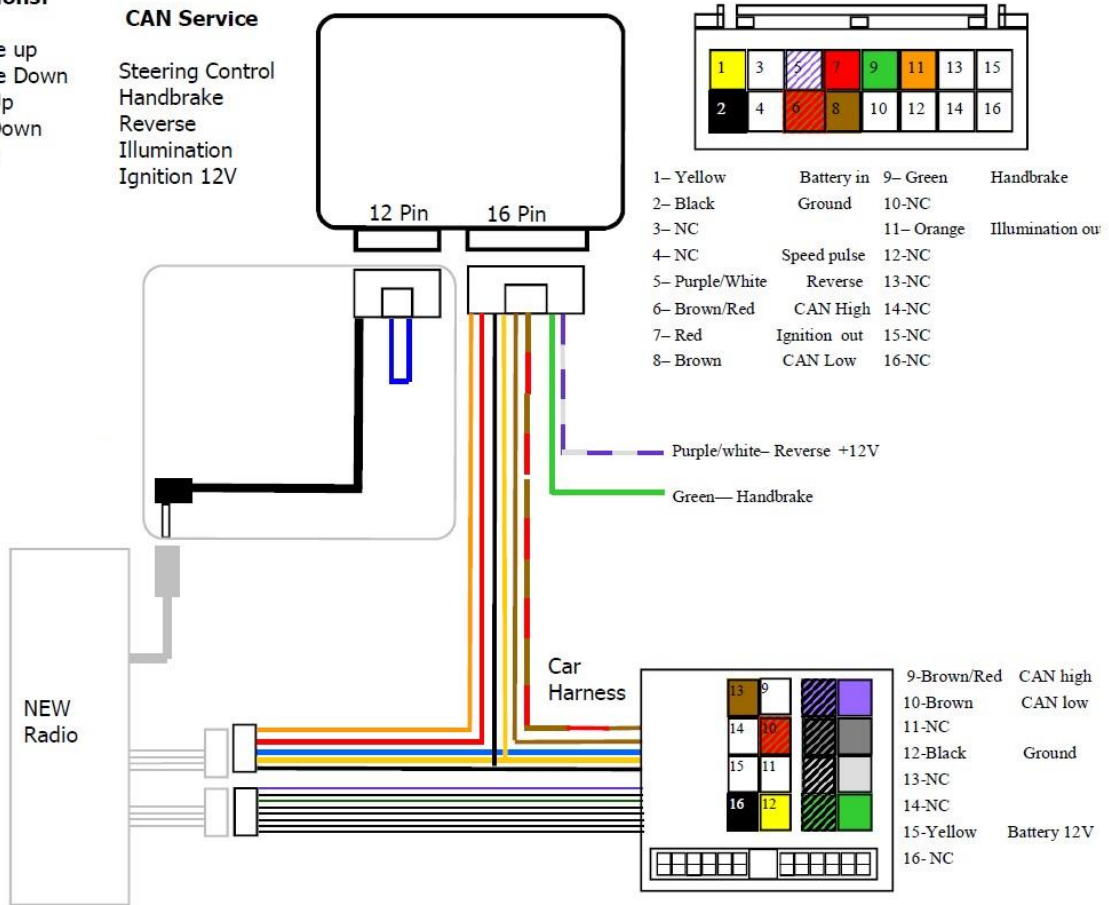 CAN Service
e up
e Down
p
own
Steering Control
Handbrake
Reverse
Illumination
Ignition 12V
12 Pin
16 Pin
1 3 5 7 9 11 13 15
2 4 6 8 10 12 14 16
1– Yellow Battery in 9– Green Handbrake
2– Black Ground 10-NC
3– NC 11– Orange Illumination ou
4– NC Speed pulse 12-NC
5– Purple/White Reverse 13-NC
6– Brown/Red CAN High 14-NC
7– Red Ignition out 15-NC
8– Brown CAN Low 16-NC
Purple/white– Reverse +12V
Green— Handbrake
NEW
Radio
Car
Harness
13 9
14 10
15 11
16 12
9-Brown/Red CAN high
10-Brown CAN low
11-NC
12-Black Ground
13-NC
14-NC
15-Yellow Battery 12V
16- NC